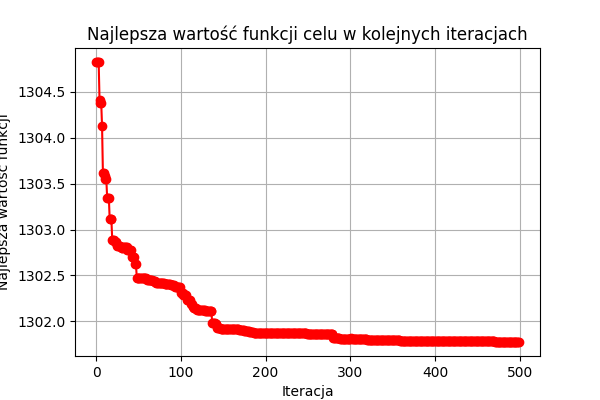 Najlepsza wartość funkcji celu w kolejnych iteracjach
Najlepsza wartość funkcji
1304.5
1304.0
1303.5
1303.0
1302.5
1302.0
0 100 200 300 400 500
Iteracja